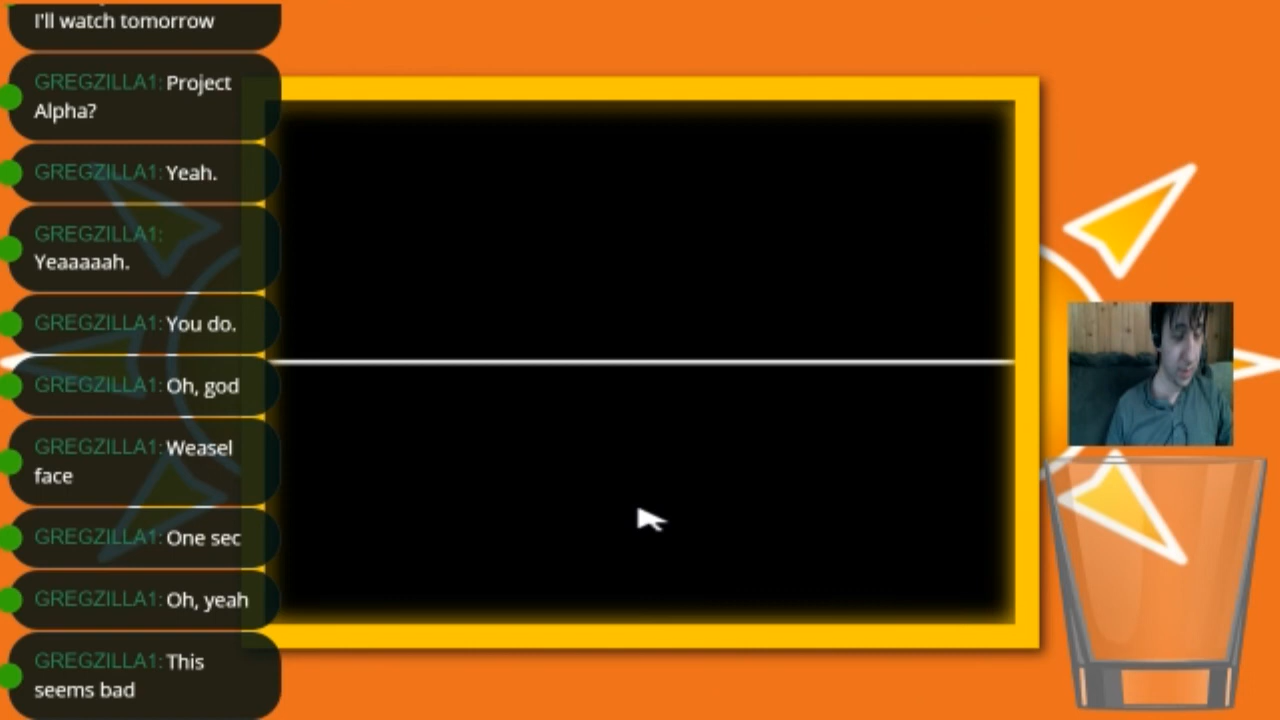 I'll watch tomorrow
GREGZILLA1: Project
Alpha?
GREGZILLA1: Yeah.
GREGZILLA1:
Yeaaaaah.
GREGZILLA1: You do.
GREGZILLA1: Oh, god
GREGZILLA1: Weasel
face
GREGZILLA1: One sec
GREGZILLA1: Oh, yeah
GREGZILLA1: This
seems bad